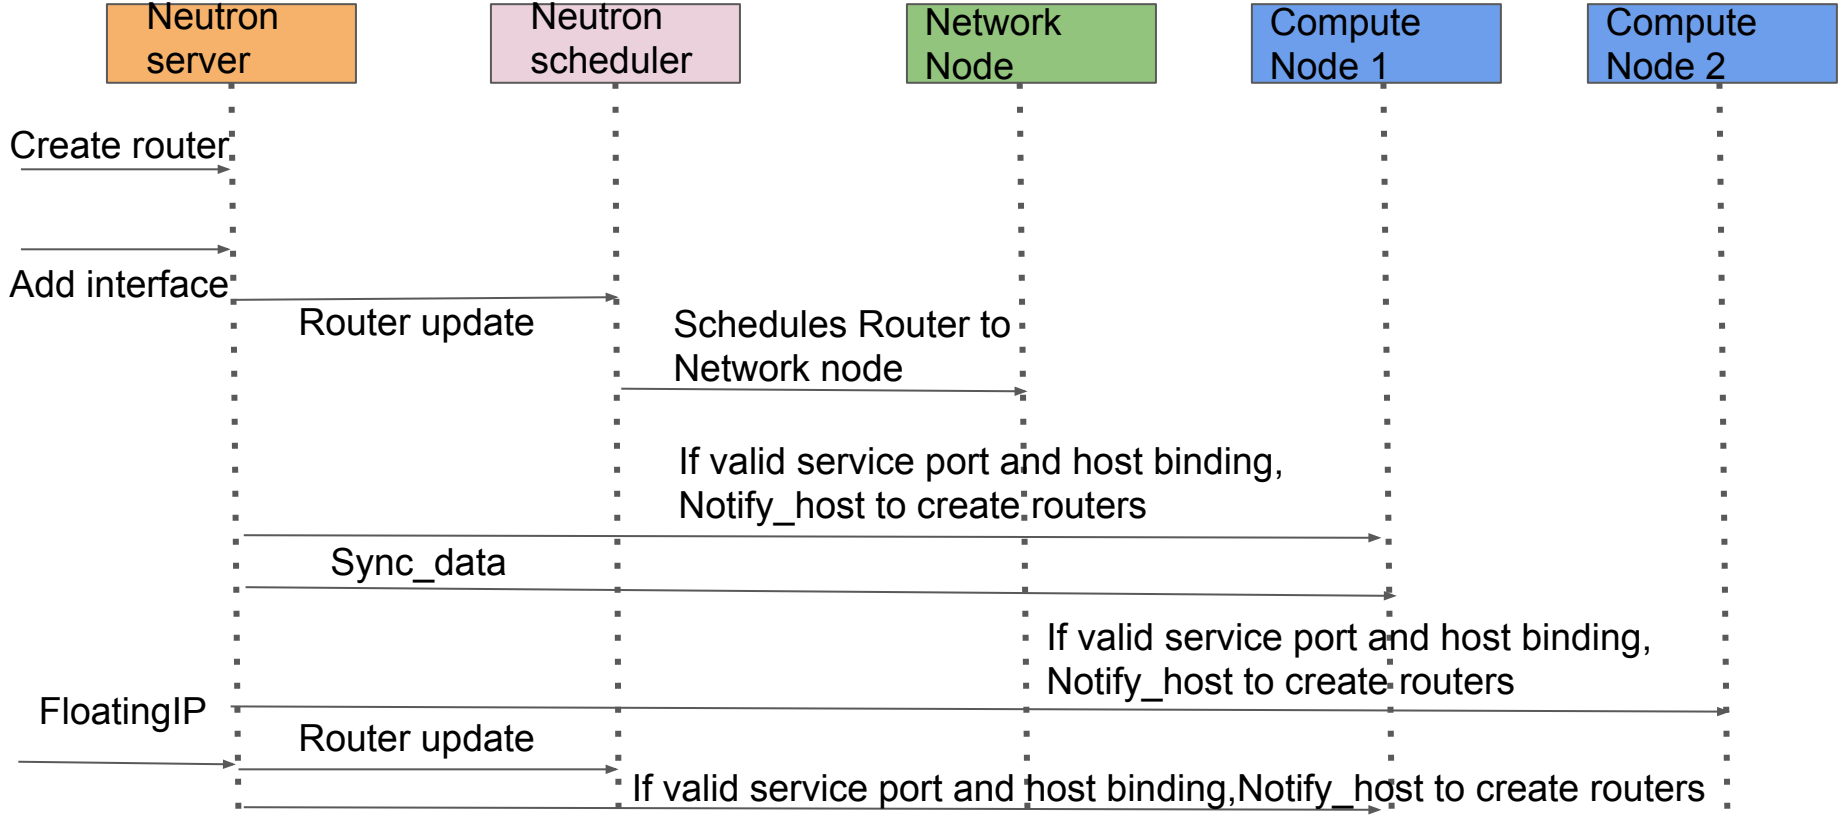 Neutron
server
Neutron
scheduler
Network
Node
Compute
Node 1
Compute
Node 2
Create router
Add interface
Router update
Schedules Router to
Network node
If valid service port and host binding,
Notify_host to create routers
Sync_data
If valid service port and host binding,
Notify_host to create routers
FloatingIP
Router update
If valid service port and host binding,Notify_host to create routers